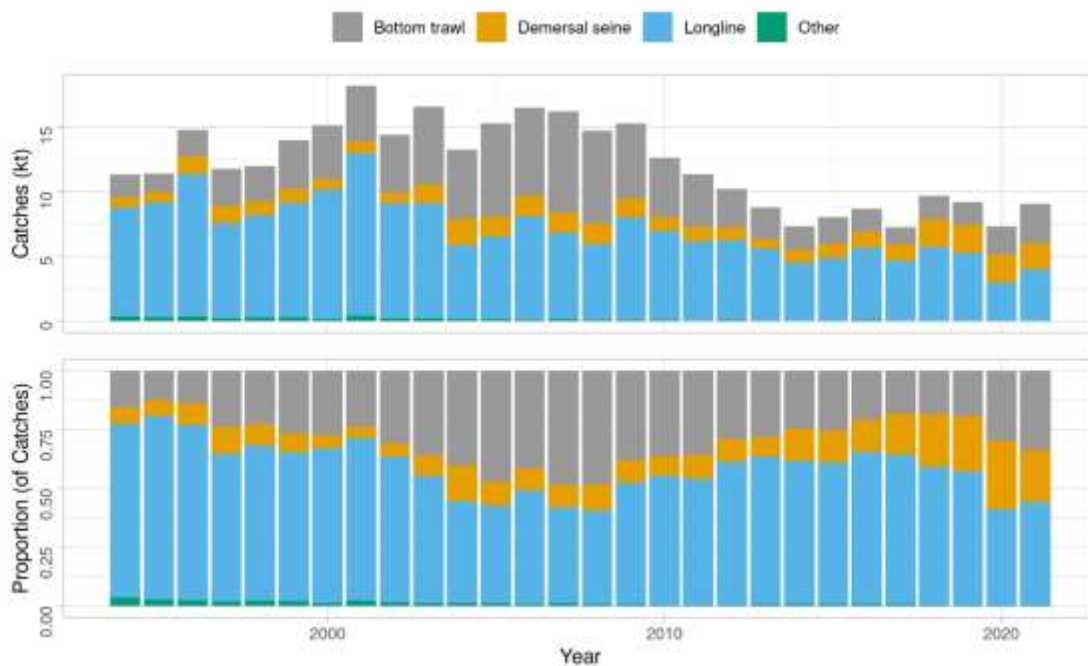 Bottom trawl Demersal seine Longline Other
Catches (kt)
15
10
5
0
Proportion (of Catches)
1.00
0.75
0.50
0.25
0.00
2000 2010 2020
Year